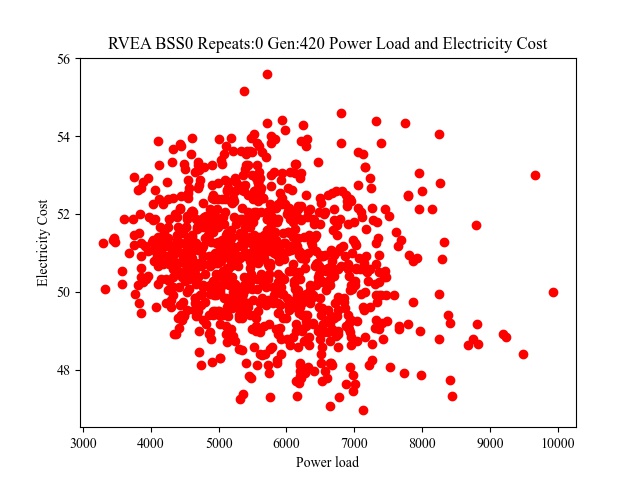 RVEA BSS0 Repeats:0 Gen:420 Power Load and Electricity Cost
56
54
52
50
48
Electricity Cost
3000 4000 5000 6000 7000 8000 9000 10000
Power load